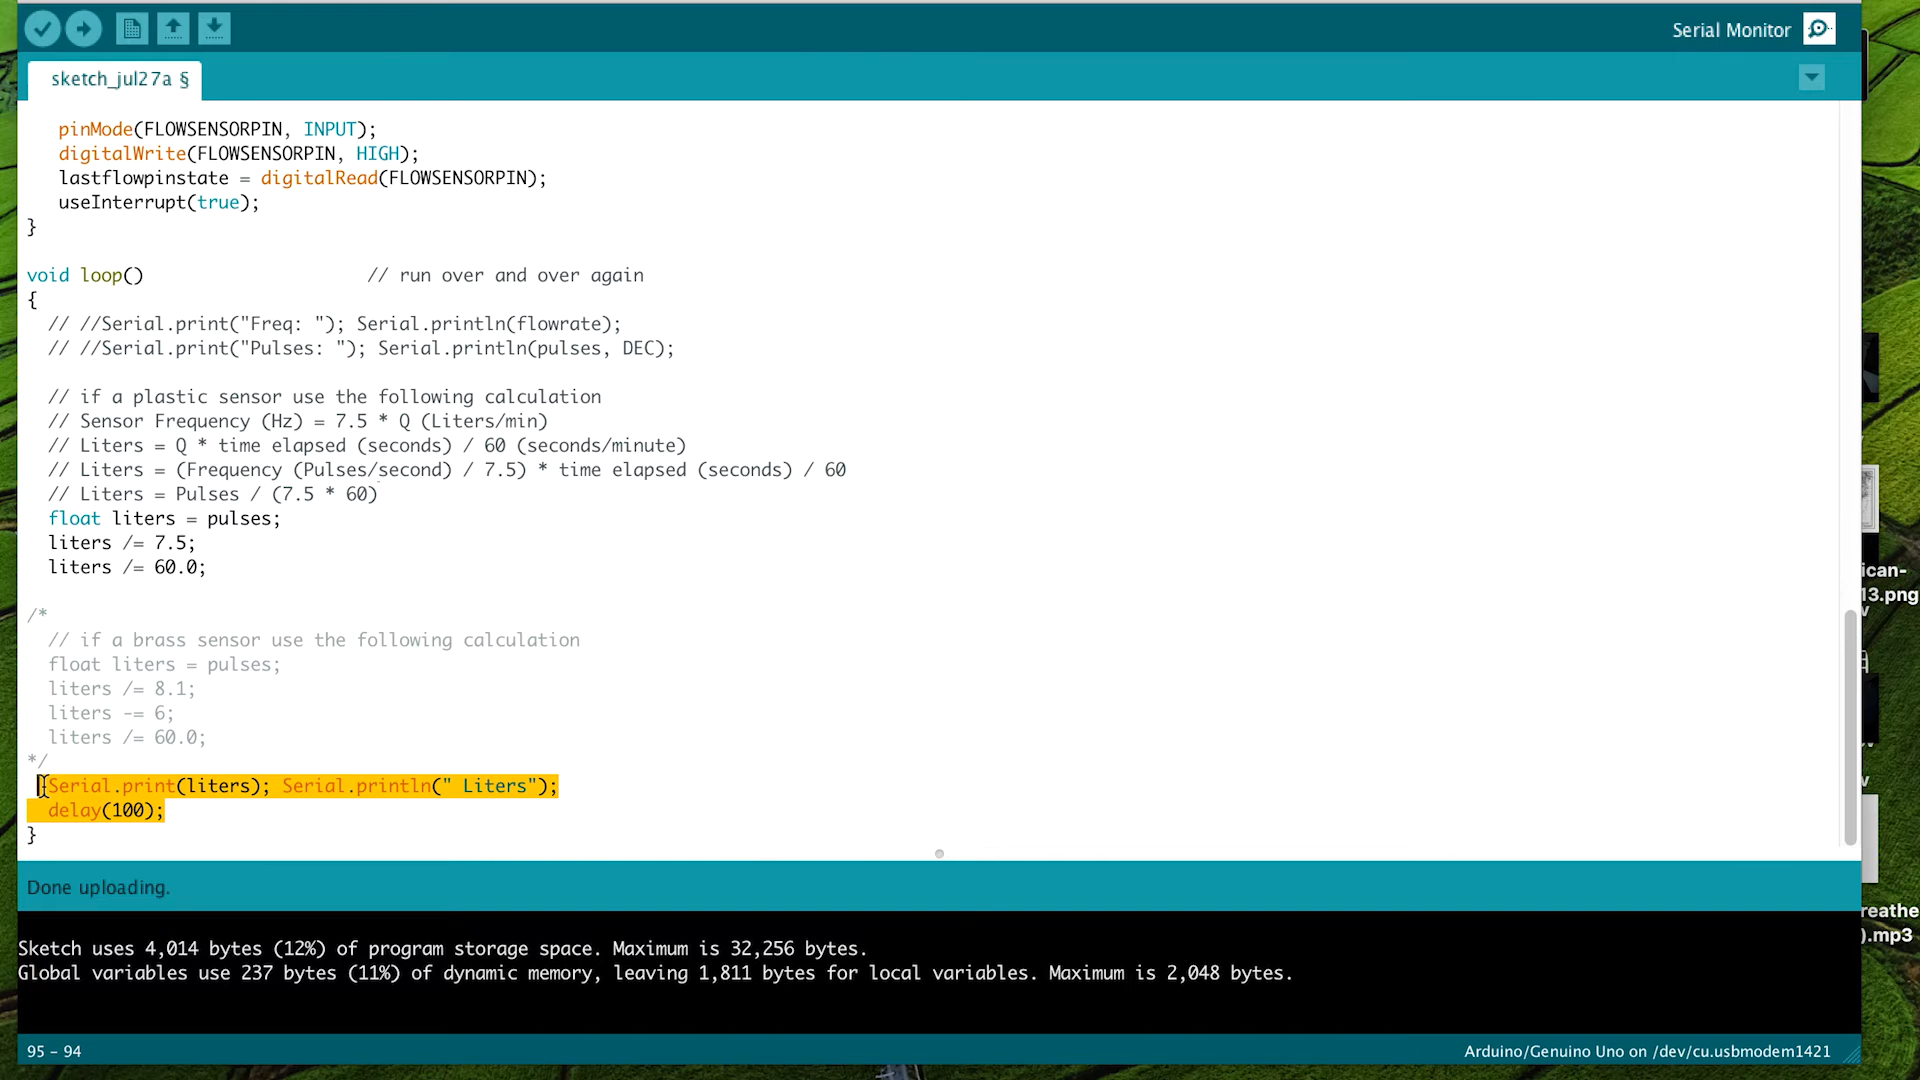 Serial Monitor
sketch_jul27a §
pinMode(FLOWSENSORPIN, INPUT);
digitalWrite(FLOWSENSORPIN, HIGH);
lastflowpinstate = digitalRead(FLOWSENSORPIN);
useInterrupt(true);
}
void loop() // run over and over again
{
// //Serial.print("Freq: "); Serial.println(flowrate);
// //Serial.print("Pulses: "); Serial.println(pulses, DEC);
// if a plastic sensor use the following calculation
// Sensor Frequency (Hz) = 7.5 * Q (Liters/min)
// Liters = Q * time elapsed (seconds) / 60 (seconds/minute)
// Liters = (Frequency (Pulses/second) / 7.5) * time elapsed (seconds) / 60
// Liters = Pulses / (7.5 * 60)
float liters = pulses;
liters /= 7.5;
liters /= 60.0;
/*
// if a brass sensor use the following calculation
float liters = pulses;
liters /= 8.1;
liters -= 6;
liters /= 60.0;
*/
Serial.print(liters); Serial.println(" Liters");
delay(100);
}
Done uploading.
Sketch uses 4,014 bytes (12%) of program storage space. Maximum is 32,256 bytes.
Global variables use 237 bytes (11%) of dynamic memory, leaving 1,811 bytes for local variables. Maximum is 2,048 bytes.
95 - 94
Arduino/Genuino Uno on /dev/cu.usbmodem1421
ican-
13.png
reathe
).mp3